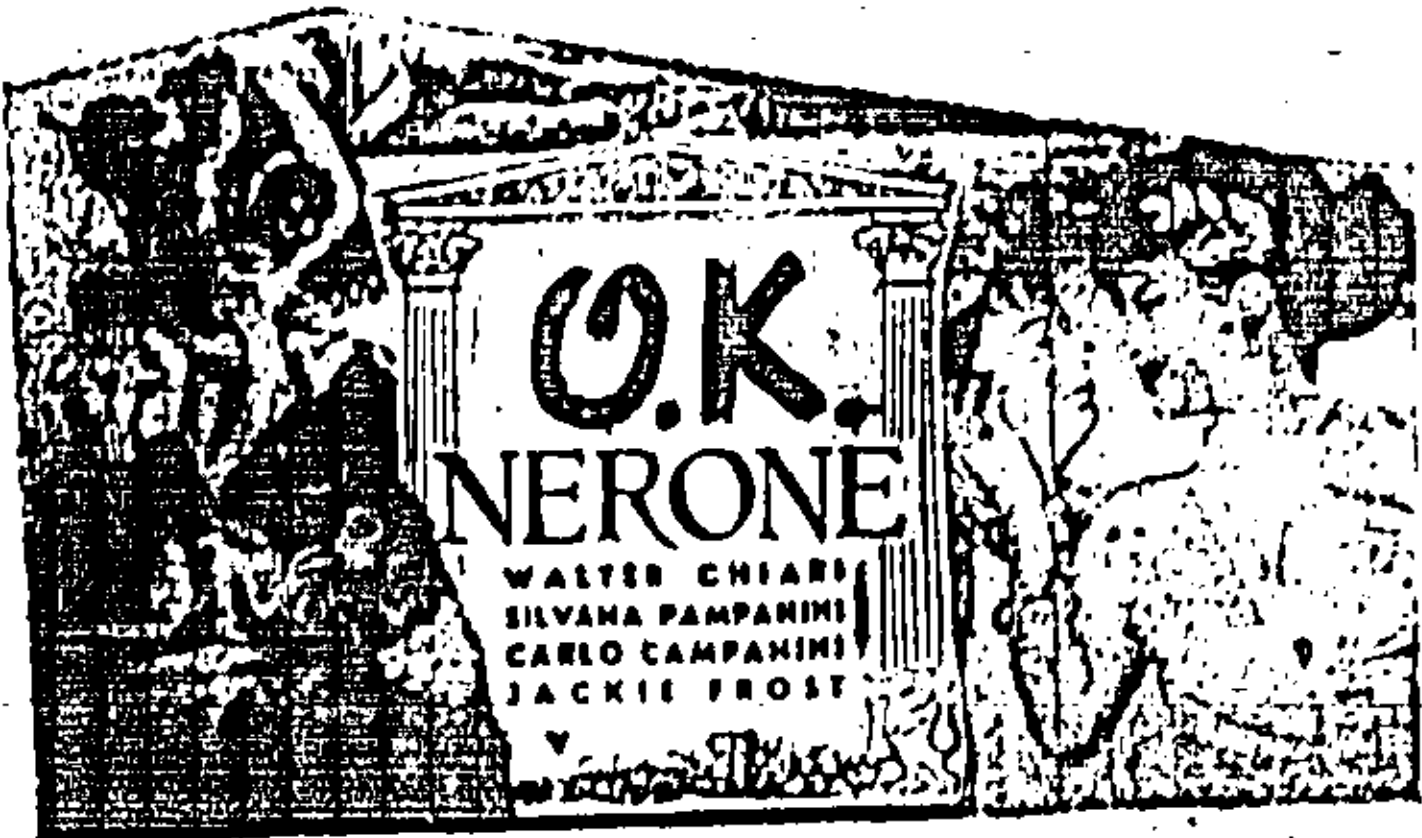 O.K.
NERONE
WALTER CHIARI
SILVANA PAMPANINI
CARLO CAMPANINI
JACKIE FROST